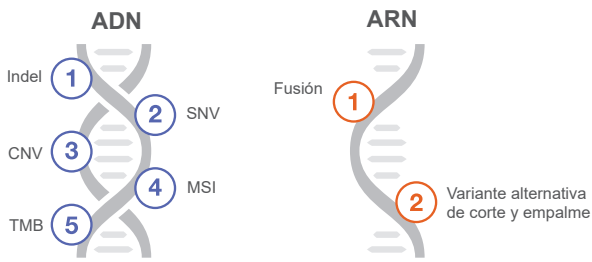 ADN
Indel 1
2 SNV
CNV 3
4 MSI
TMB 5
ARN
Fusión 1
2 Variante alternativa
de corte y empalme